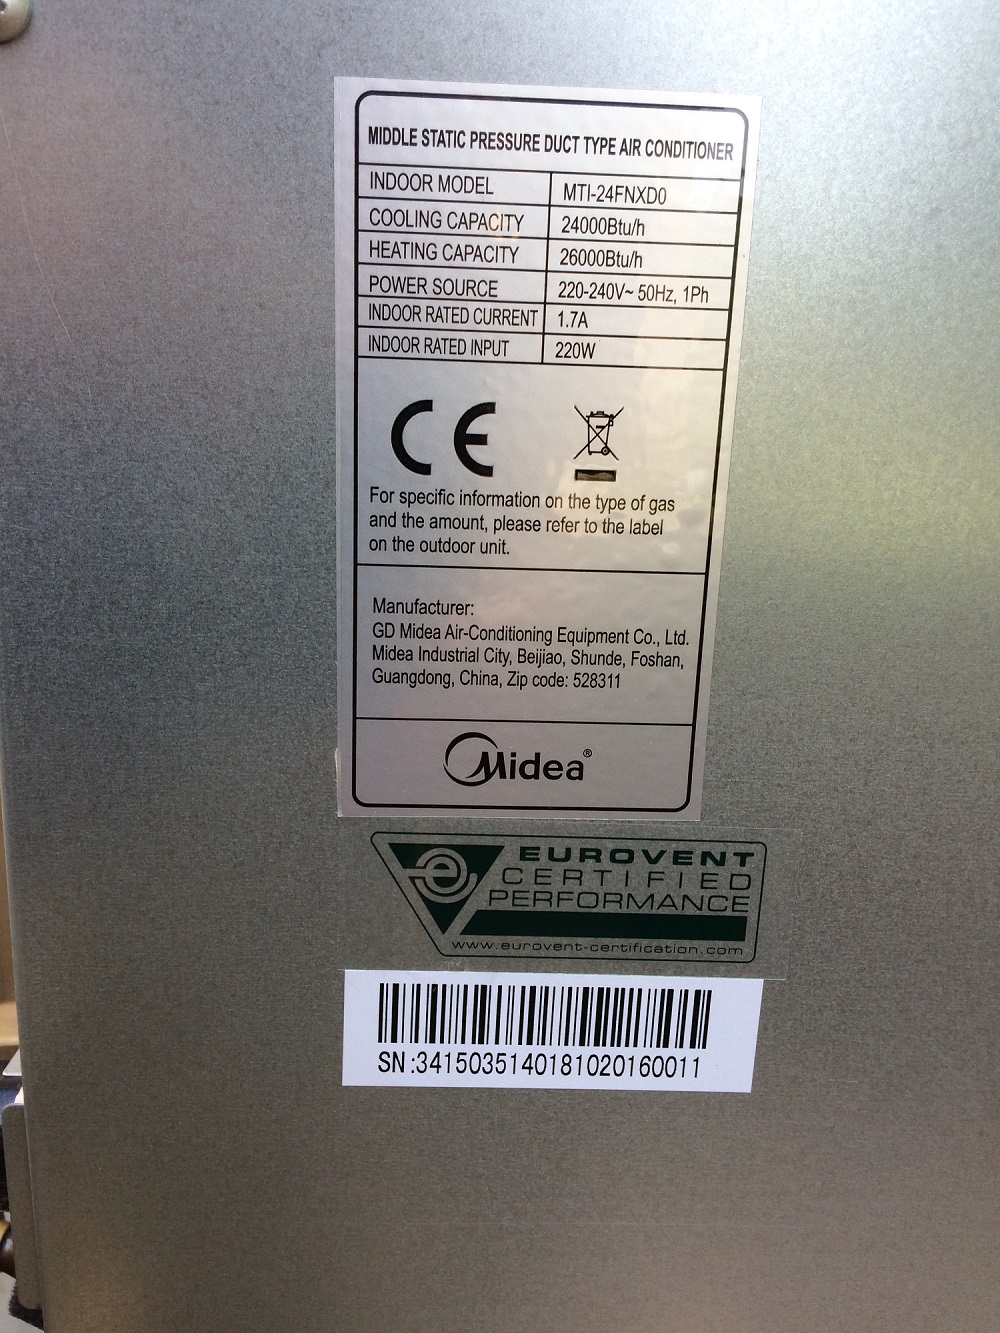 MIDDLE STATIC PRESSURE DUCT TYPE AIR CONDITIONER
INDOOR MODEL MTI-24FNXD0
COOLING CAPACITY 24000Btu/h
HEATING CAPACITY 26000Btu/h
POWER SOURCE 220-240V~ 50Hz, 1Ph
INDOOR RATED CURRENT 1.7A
INDOOR RATED INPUT 220W
CE
For specific information on the type of gas
and the amount, please refer to the label
on the outdoor unit.
Manufacturer:
GD Midea Air-Conditioning Equipment Co., Ltd.
Midea Industrial City, Beijiao, Shunde, Foshan,
Guangdong, China, Zip code: 528311
Midea®
EUROVENT
CERTIFIED
PERFORMANCE
www.eurovent-certification.com
SN:3415035140181020160011